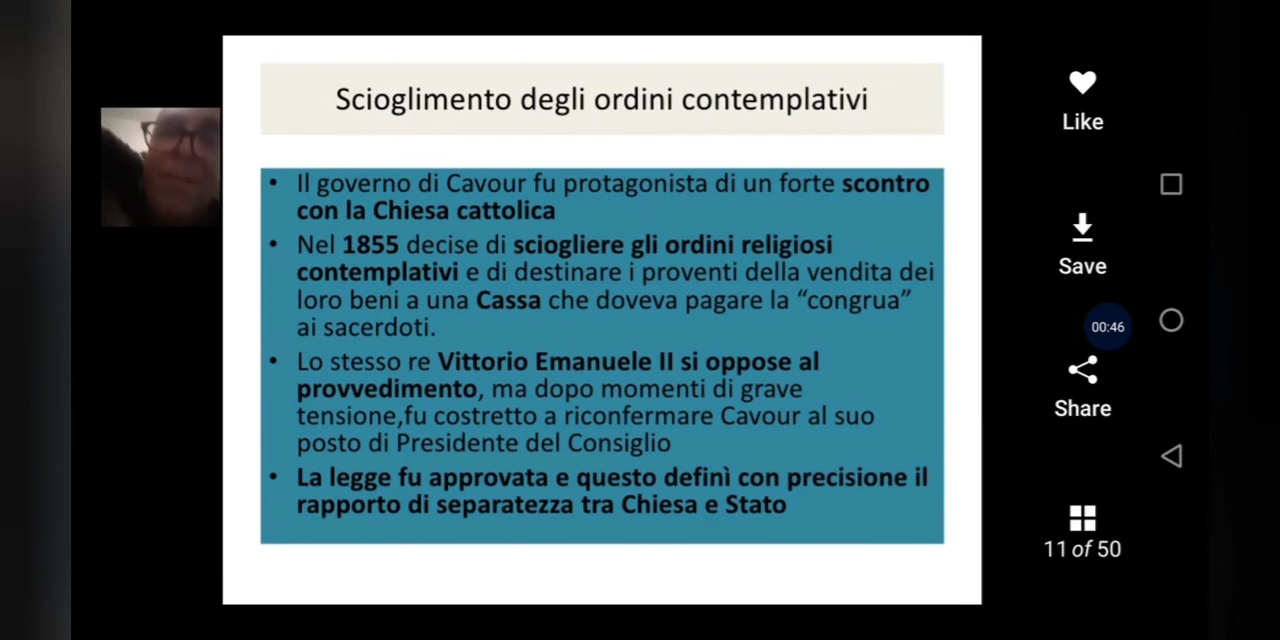 Scioglimento degli ordini contemplativi
• Il governo di Cavour fu protagonista di un forte scontro
con la Chiesa cattolica
• Nel 1855 decise di sciogliere gli ordini religiosi
contemplativi e di destinare i proventi della vendita dei
loro beni a una Cassa che doveva pagare la “congrua”
ai sacerdoti.
• Lo stesso re Vittorio Emanuele II si oppose al
provvedimento, ma dopo momenti di grave
tensione,fu costretto a riconfermare Cavour al suo
posto di Presidente del Consiglio
• La legge fu approvata e questo definì con precisione il
rapporto di separatezza tra Chiesa e Stato
Like
Save
00:46
Share
11 of 50